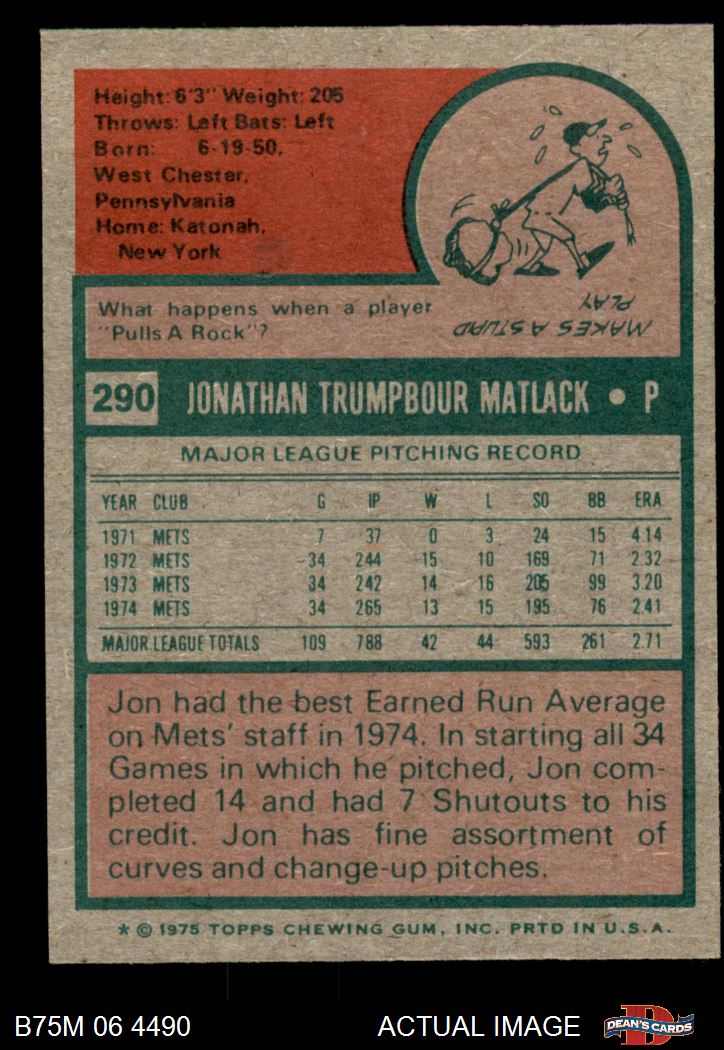 Height: 6'3" Weight: 205
Throws: Left Bats: Left
Born: 6-19-50,
West Chester,
Pennsylvania
Home: Katonah,
New York
What happens when a player
"Pulls A Rock"?
MAKES A STUPID
PLAY
290 JONATHAN TRUMPBOUR MATLACK • P
MAJOR LEAGUE PITCHING RECORD
YEAR CLUB G IP W L SO BB ERA
1971 METS 7 37 0 3 24 15 4.14
1972 METS 34 244 15 10 169 71 2.32
1973 METS 34 242 14 16 205 99 3.20
1974 METS 34 265 13 15 195 76 2.41
MAJOR LEAGUE TOTALS 109 788 42 44 593 261 2.71
Jon had the best Earned Run Average
on Mets' staff in 1974. In starting all 34
Games in which he pitched, Jon com-
pleted 14 and had 7 Shutouts to his
credit. Jon has fine assortment of
curves and change-up pitches.
* © 1975 TOPPS CHEWING GUM, INC. PRTD IN U.S.A.
B75M 06 4490 ACTUAL IMAGE DEAN'S CARDS